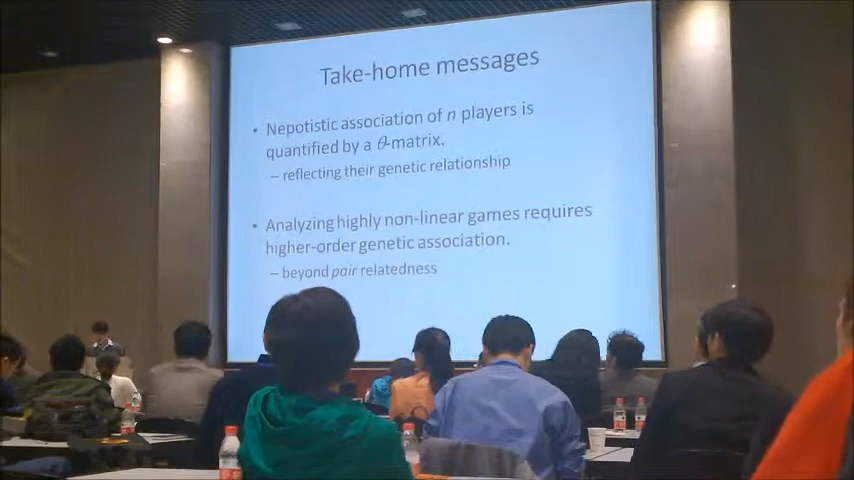 Take-home messages
• Nepotistic association of n players is
quantified by a θ-matrix.
– reflecting their genetic relationship
• Analyzing highly non-linear games requires
higher-order genetic association.
– beyond pair relatedness